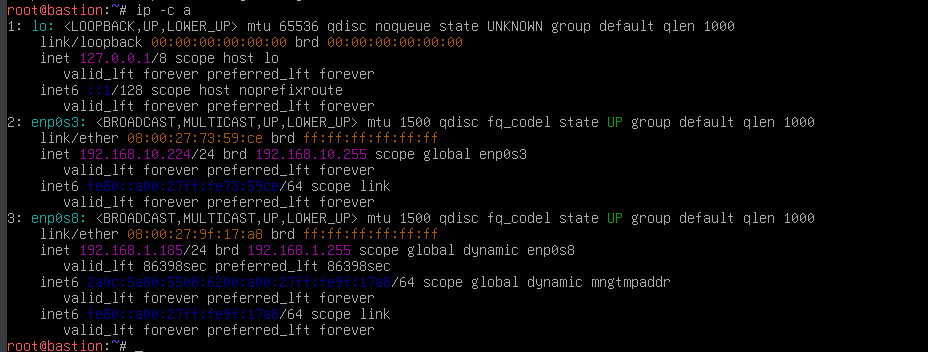 root@bastion:~# ip -c a
1: lo: <LOOPBACK,UP,LOWER_UP> mtu 65536 qdisc noqueue state UNKNOWN group default qlen 1000
    link/loopback 00:00:00:00:00:00 brd 00:00:00:00:00:00
    inet 127.0.0.1/8 scope host lo
       valid_lft forever preferred_lft forever
    inet6 ::1/128 scope host noprefixroute
       valid_lft forever preferred_lft forever
2: enp0s3: <BROADCAST,MULTICAST,UP,LOWER_UP> mtu 1500 qdisc fq_codel state UP group default qlen 1000
    link/ether 08:00:27:73:59:ce brd ff:ff:ff:ff:ff:ff
    inet 192.168.10.224/24 brd 192.168.10.255 scope global enp0s3
       valid_lft forever preferred_lft forever
    inet6 fe80::a00:27ff:fe73:59ce/64 scope link
       valid_lft forever preferred_lft forever
3: enp0s8: <BROADCAST,MULTICAST,UP,LOWER_UP> mtu 1500 qdisc fq_codel state UP group default qlen 1000
    link/ether 08:00:27:9f:17:a8 brd ff:ff:ff:ff:ff:ff
    inet 192.168.1.185/24 brd 192.168.1.255 scope global dynamic enp0s8
       valid_lft 86398sec preferred_lft 86398sec
    inet6 2a0c:5a80:5508:6200:a00:27ff:fe9f:17a8/64 scope global dynamic mngtmpaddr
       valid_lft forever preferred_lft forever
    inet6 fe80::a00:27ff:fe9f:17a8/64 scope link
       valid_lft forever preferred_lft forever
root@bastion:~# _